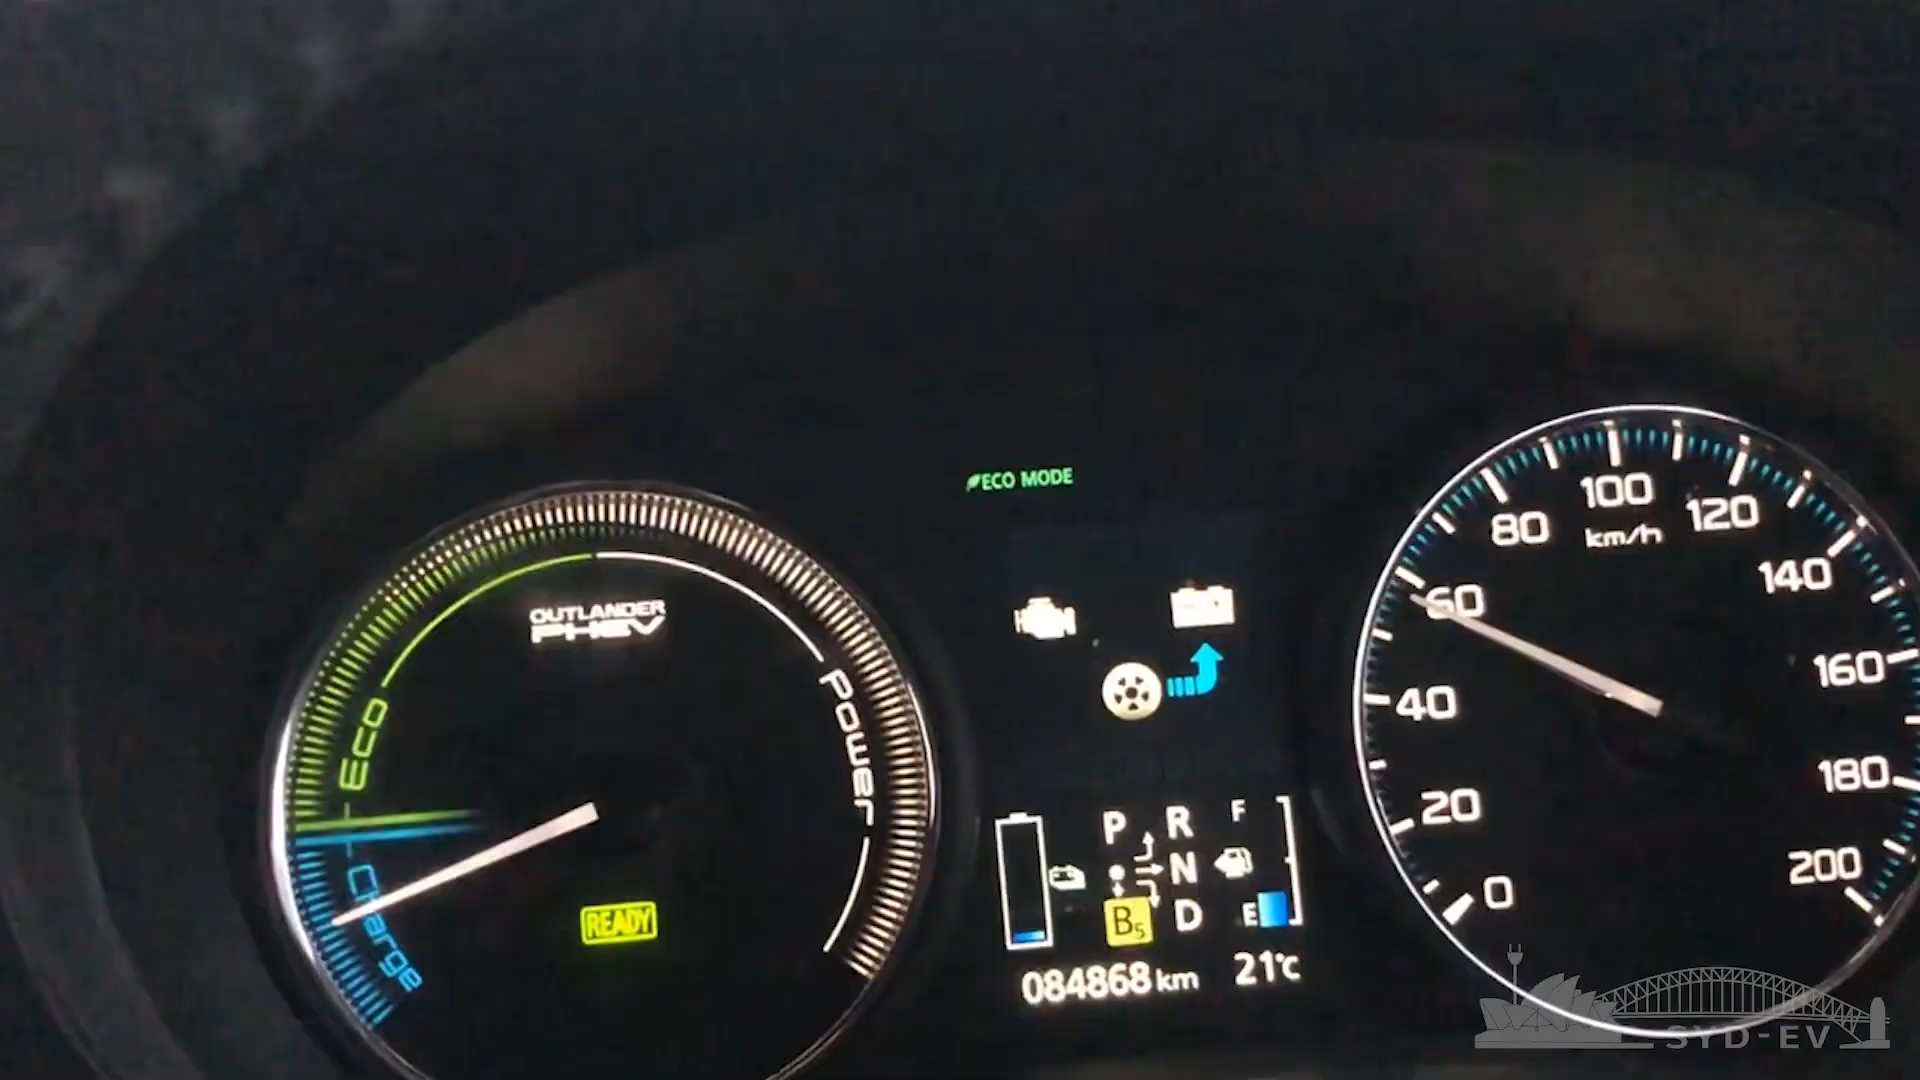 ECO MODE
OUTLANDER
PHEV
Eco
Power
Charge
READY
P R
N
B5 D
F
E
084868 km 21℃
0
20
40
60
80
100
120
140
160
180
200
km/h
SYD-EV